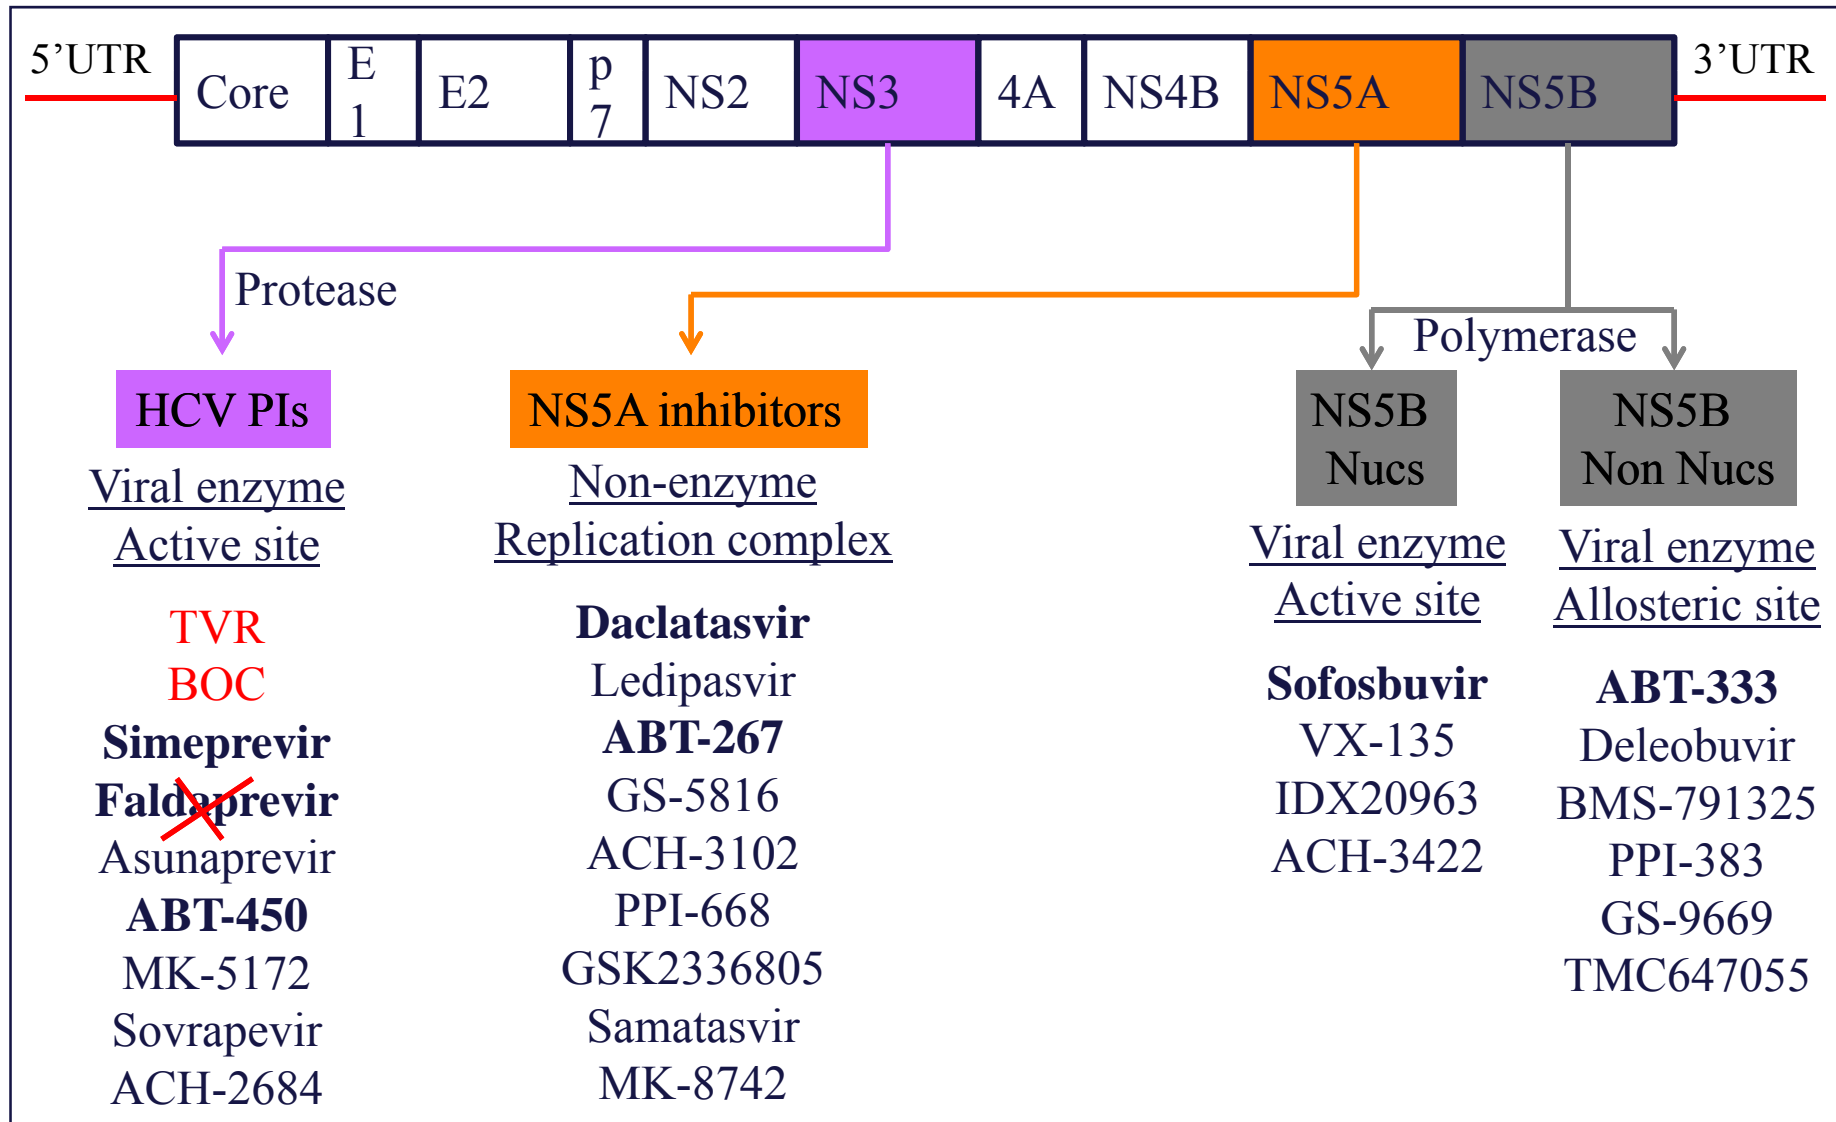 5’UTR
Core
E
1
E2
p
7
NS2
NS3
4A
NS4B
NS5A
NS5B
3’UTR
Protease
Polymerase
HCV PIs
Viral enzyme
Active site
TVR
BOC
Simeprevir
Faldaprevir
Asunaprevir
ABT-450
MK-5172
Sovrapevir
ACH-2684
NS5A inhibitors
Non-enzyme
Replication complex
Daclatasvir
Ledipasvir
ABT-267
GS-5816
ACH-3102
PPI-668
GSK2336805
Samatasvir
MK-8742
NS5B
Nucs
Viral enzyme
Active site
Sofosbuvir
VX-135
IDX20963
ACH-3422
NS5B
Non Nucs
Viral enzyme
Allosteric site
ABT-333
Deleobuvir
BMS-791325
PPI-383
GS-9669
TMC647055